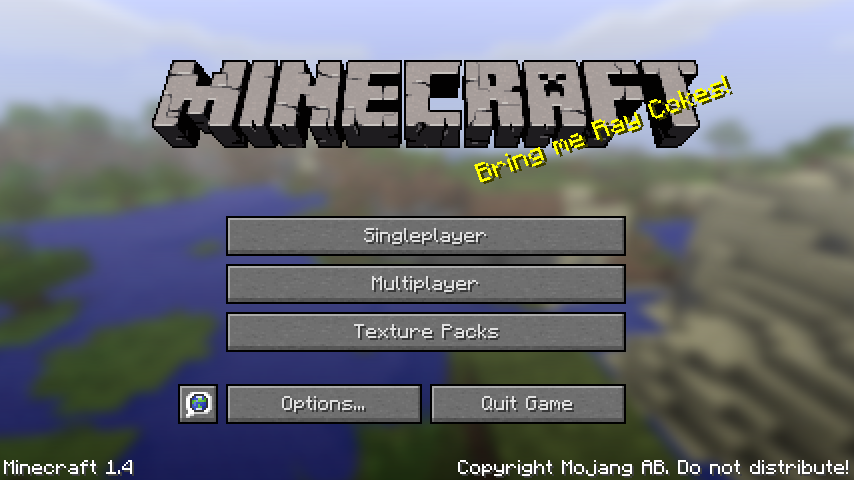 MINECRAFT
Bring me Ray Cokes!
Singleplayer
Multiplayer
Texture Packs
Options...
Quit Game
Minecraft 1.4
Copyright Mojang AB. Do not distribute!